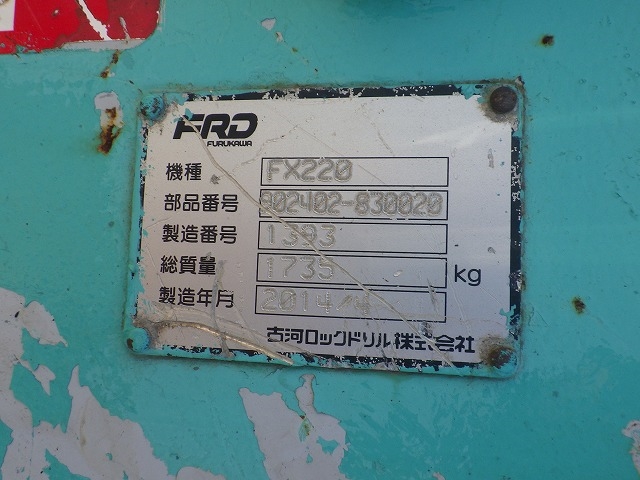 FRD
FURUKAWA
機種 FX220
部品番号 902402-830020
製造番号 1393
総質量 1735 kg
製造年月 2014/4
古河ロックドリル株式会社